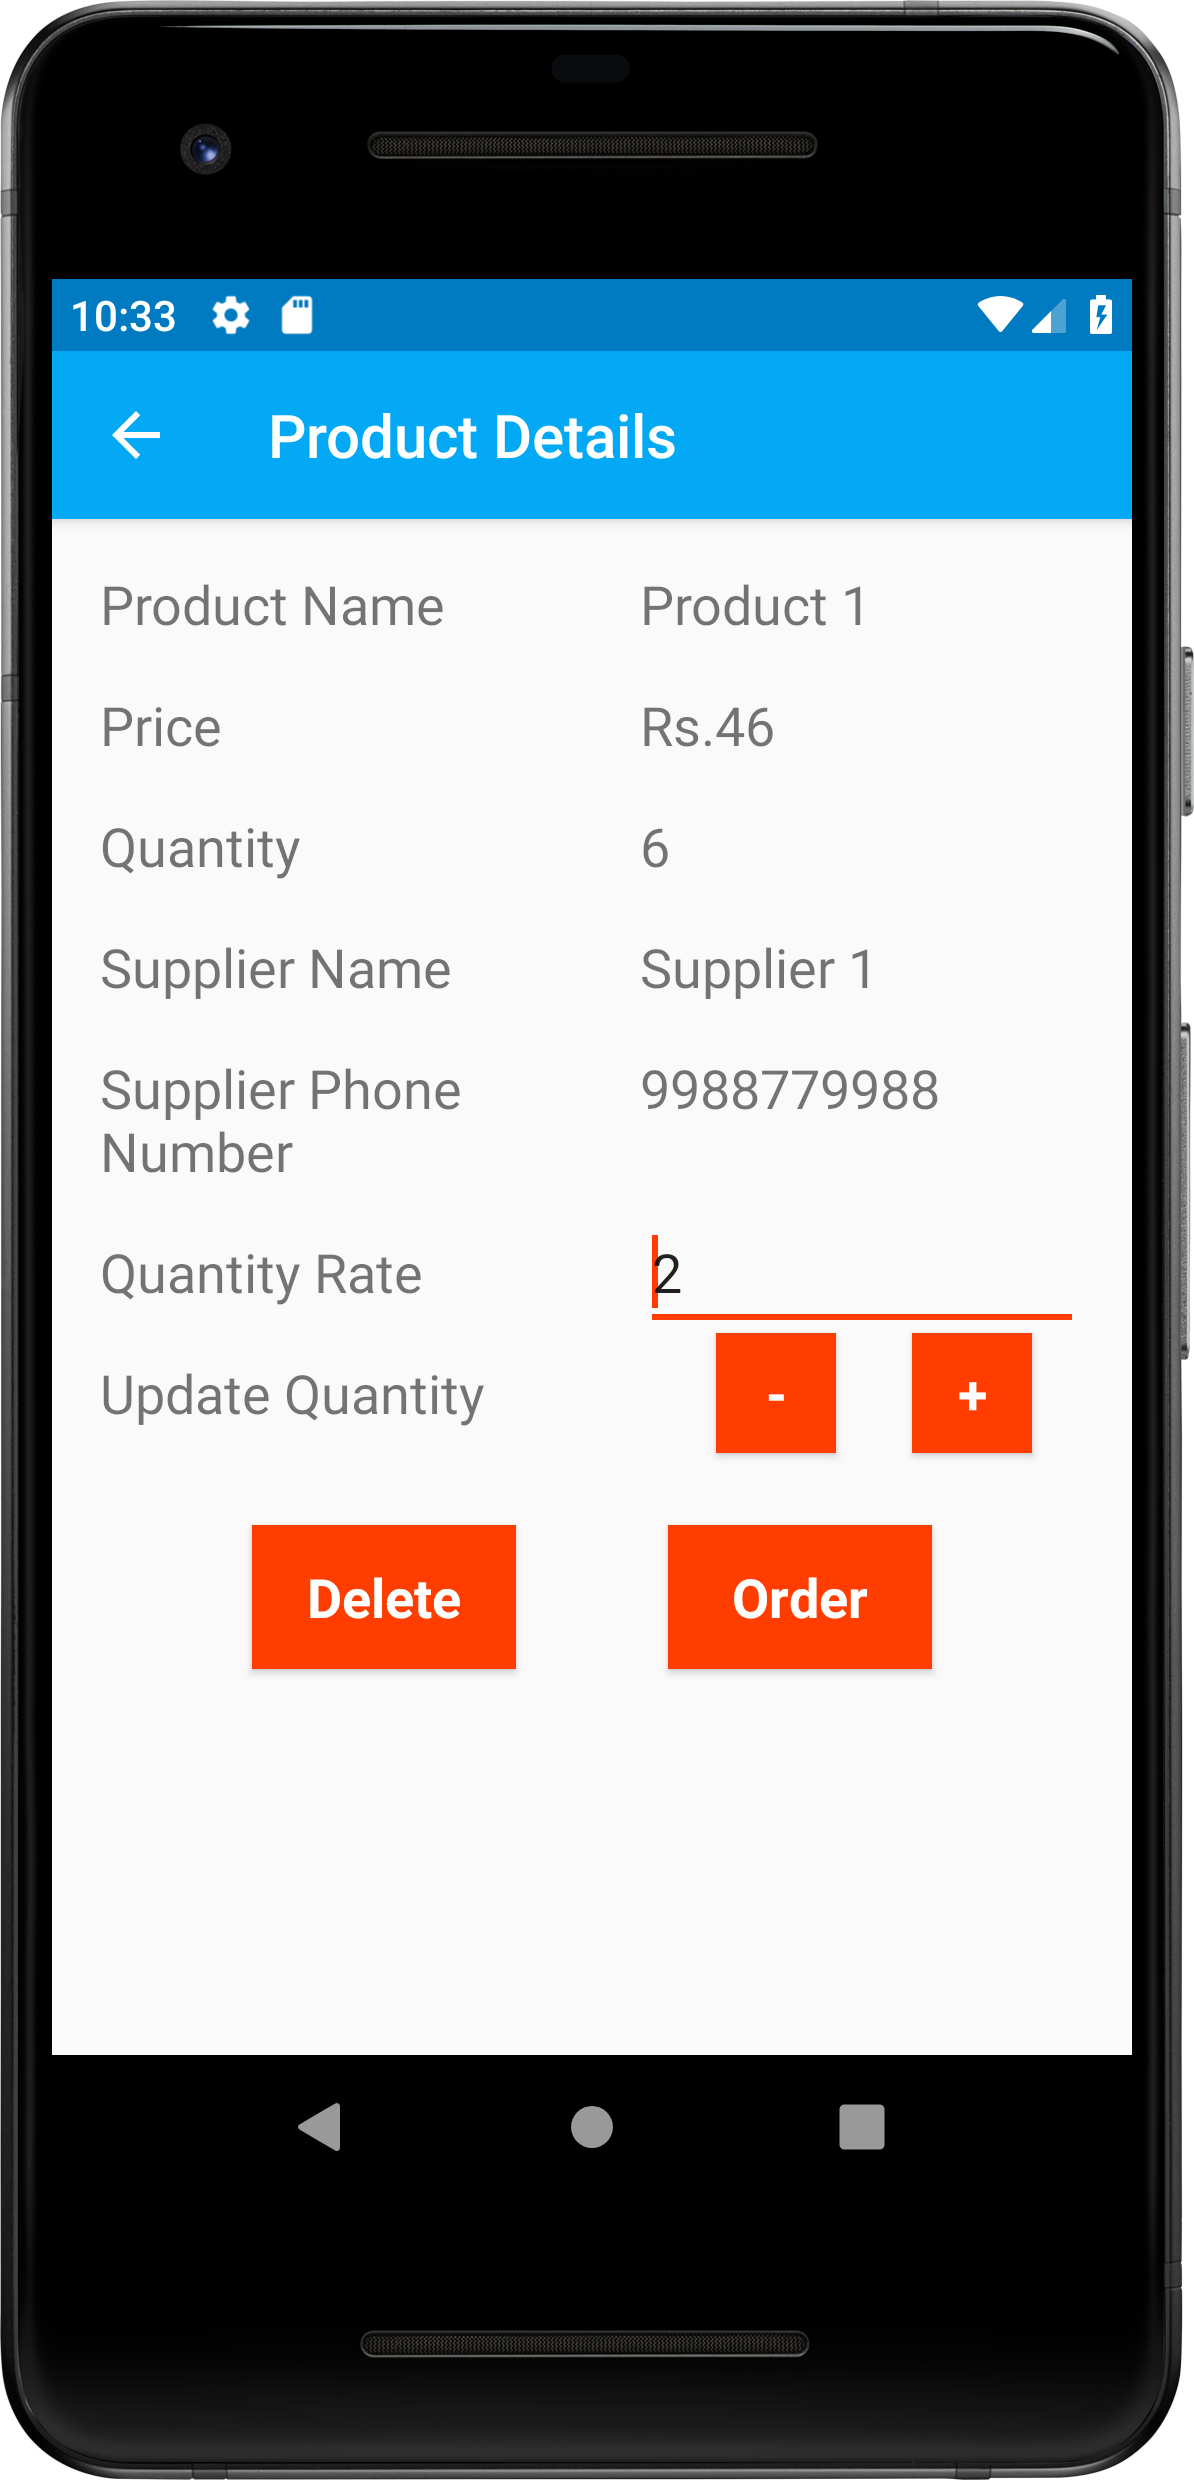 10:33
Product Details
Product Name Product 1
Price Rs.46
Quantity 6
Supplier Name Supplier 1
Supplier Phone 9988779988
Number
Quantity Rate 2
Update Quantity - +
Delete Order